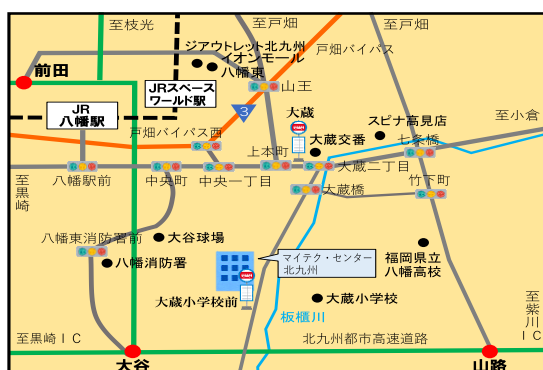 至枝光
至戸畑
至戸畑
ジアウトレット北九州
イオンモール
八幡東
戸畑バイパス
前田
JRスペース
ワールド駅
山王
3
JR
八幡駅
大蔵
スピナ高見店
至小倉
戸畑バイパス西
大蔵交番
七条橋
上本町
大蔵二丁目
至黒崎
八幡駅前
中央町
中央一丁目
大蔵橋
竹下町
八幡東消防署前
大谷球場
八幡消防署
マイテク・センター
北九州
福岡県立
八幡高校
大蔵小学校前
大蔵小学校
板櫃川
至紫川IC
至黒崎IC
北九州都市高速道路
大谷
山路